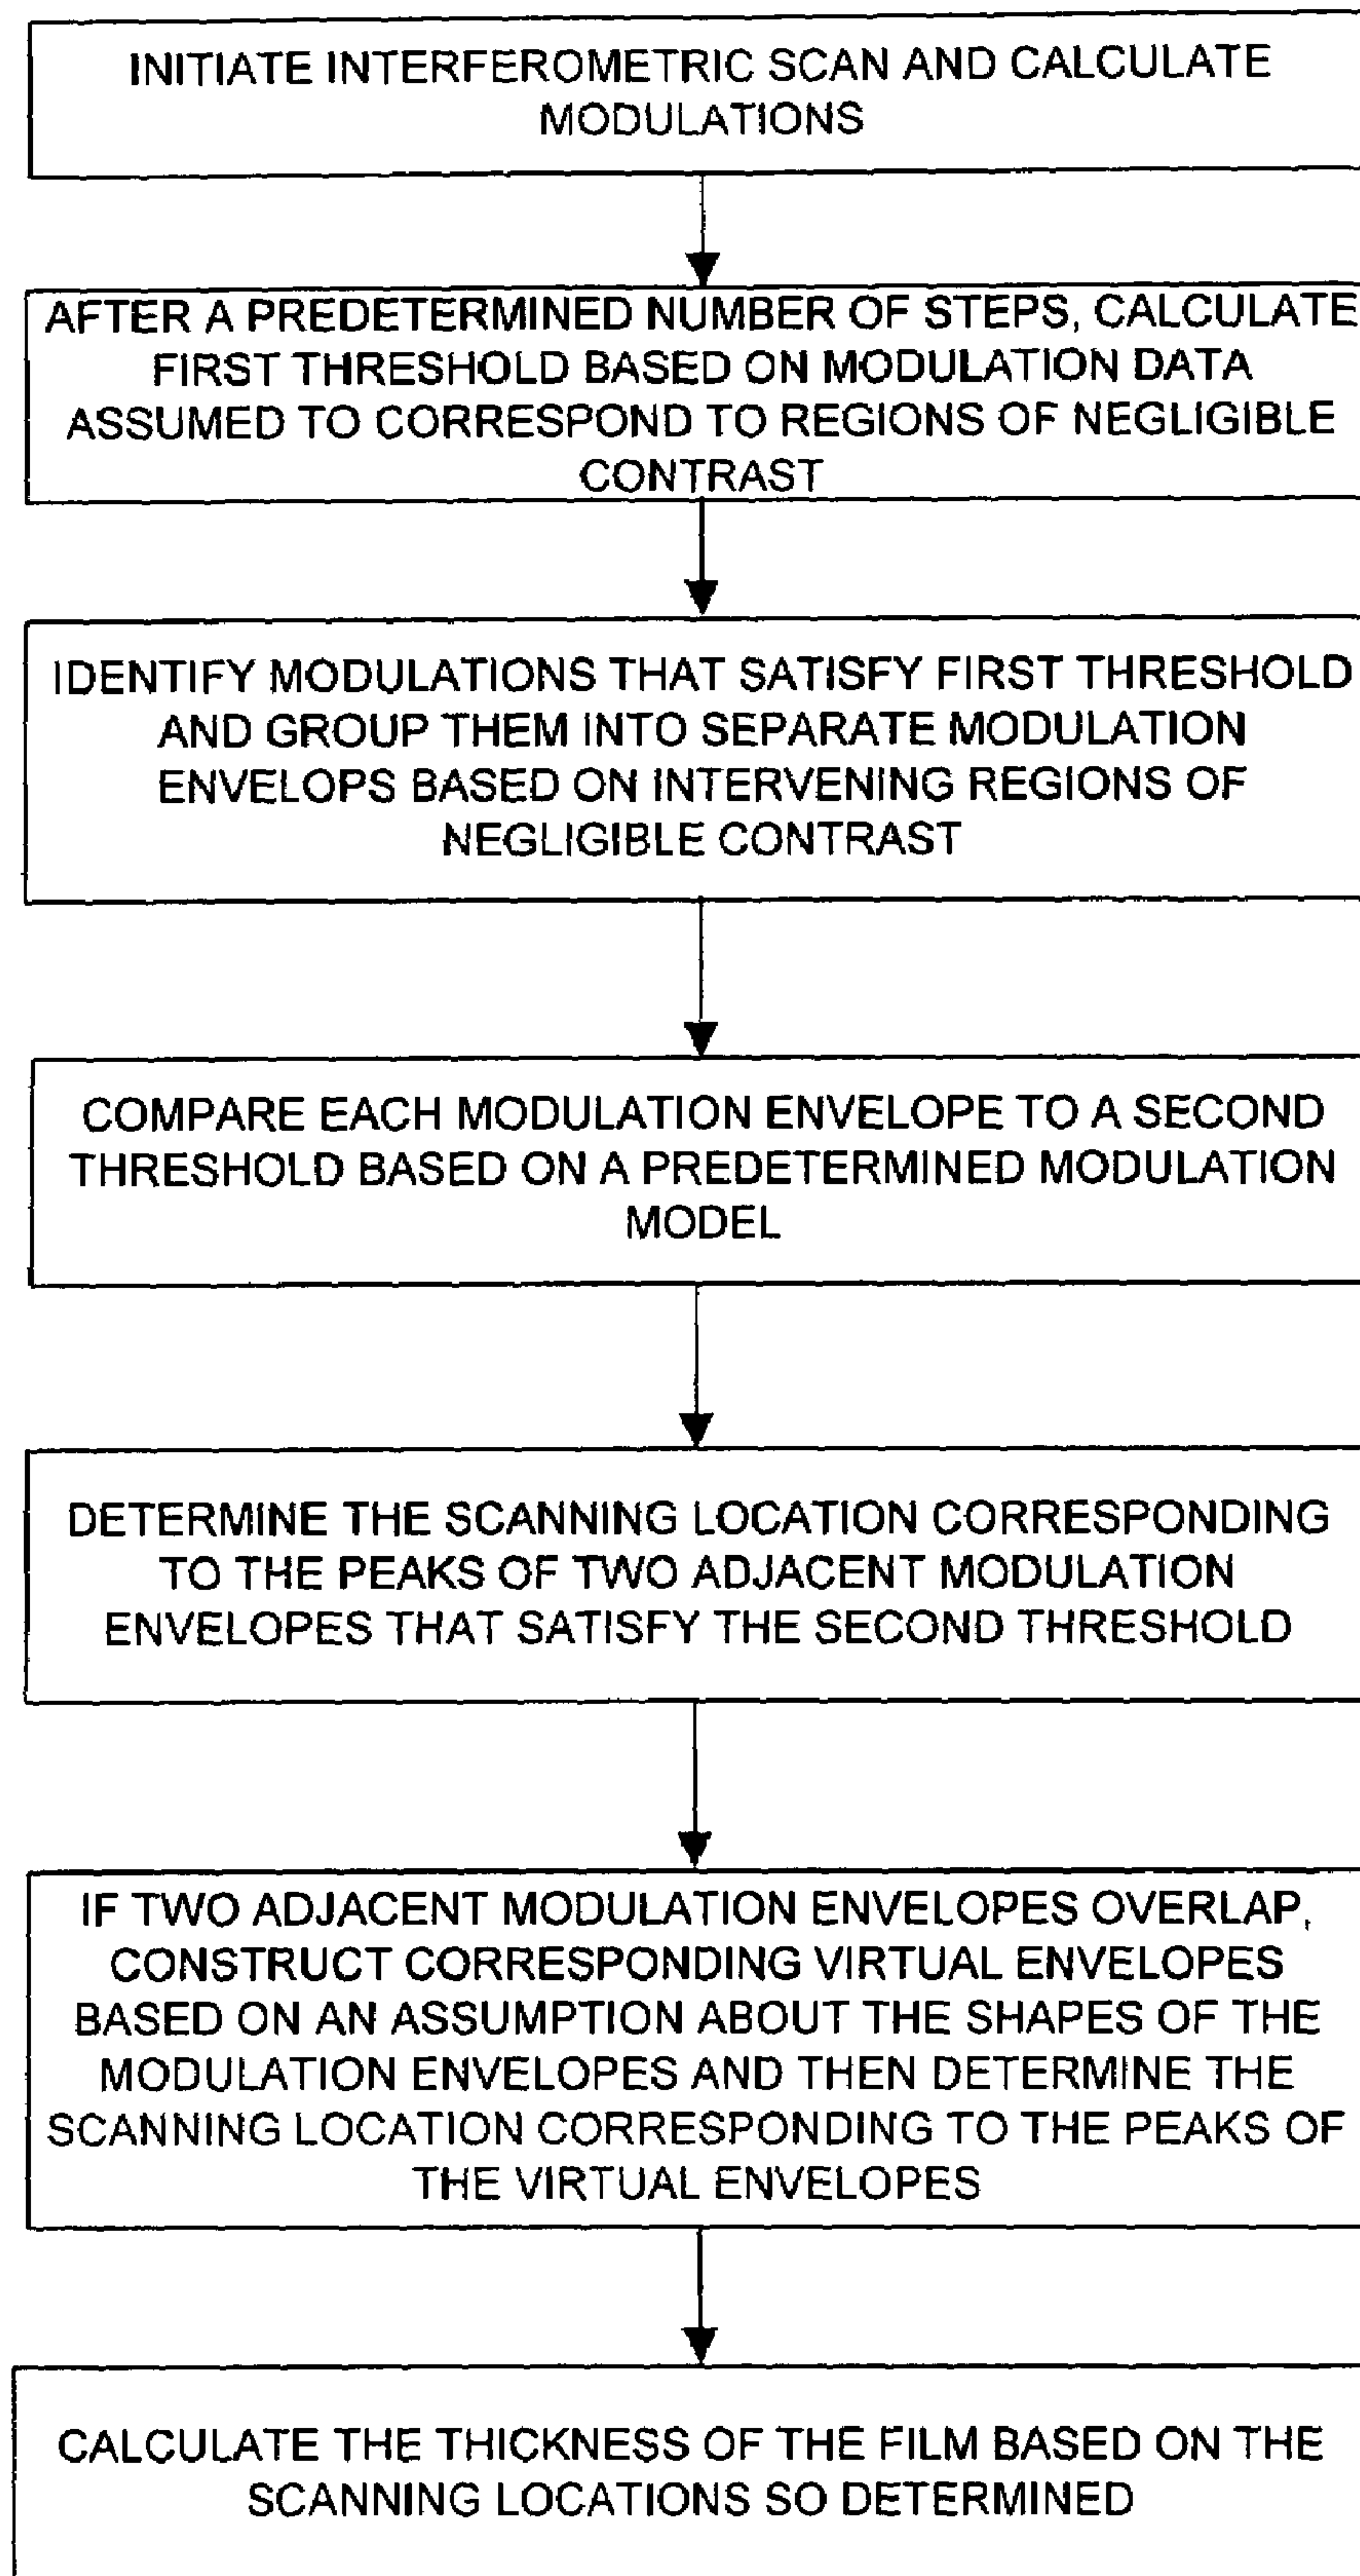 INITIATE INTERFEROMETRIC SCAN AND CALCULATE
MODULATIONS
AFTER A PREDETERMINED NUMBER OF STEPS, CALCULATE
FIRST THRESHOLD BASED ON MODULATION DATA
ASSUMED TO CORRESPOND TO REGIONS OF NEGLIGIBLE
CONTRAST
IDENTIFY MODULATIONS THAT SATISFY FIRST THRESHOLD
AND GROUP THEM INTO SEPARATE MODULATION
ENVELOPS BASED ON INTERVENING REGIONS OF
NEGLIGIBLE CONTRAST
COMPARE EACH MODULATION ENVELOPE TO A SECOND
THRESHOLD BASED ON A PREDETERMINED MODULATION
MODEL
DETERMINE THE SCANNING LOCATION CORRESPONDING
TO THE PEAKS OF TWO ADJACENT MODULATION
ENVELOPES THAT SATISFY THE SECOND THRESHOLD
IF TWO ADJACENT MODULATION ENVELOPES OVERLAP,
CONSTRUCT CORRESPONDING VIRTUAL ENVELOPES
BASED ON AN ASSUMPTION ABOUT THE SHAPES OF THE
MODULATION ENVELOPES AND THEN DETERMINE THE
SCANNING LOCATION CORRESPONDING TO THE PEAKS OF
THE VIRTUAL ENVELOPES
CALCULATE THE THICKNESS OF THE FILM BASED ON THE
SCANNING LOCATIONS SO DETERMINED